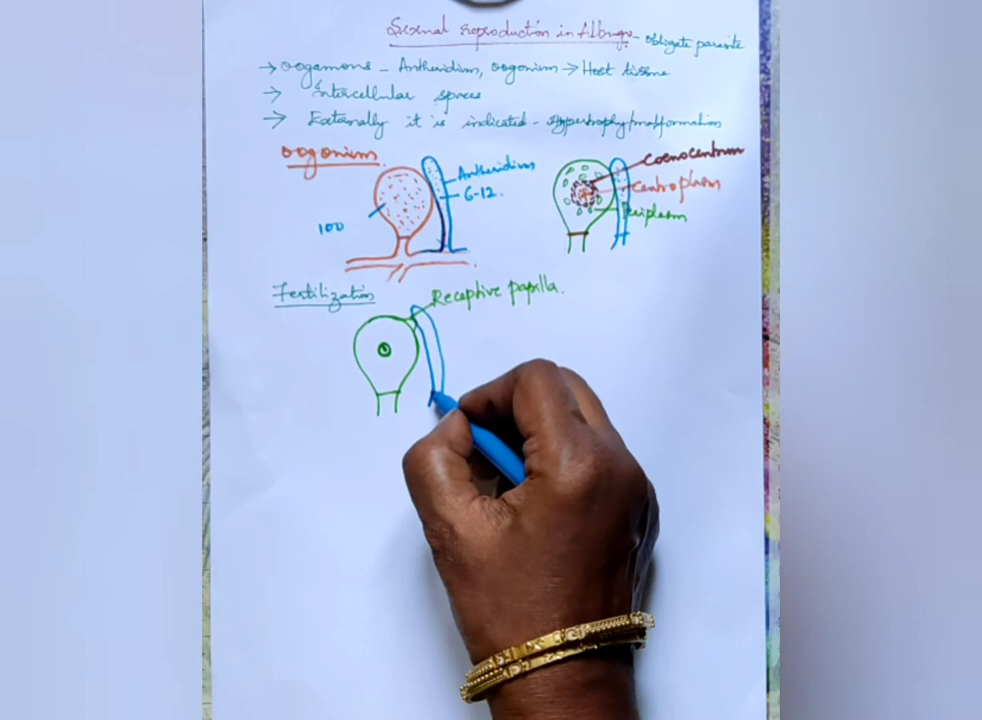 Sexual reproduction in Albugo - obligate parasite
→ oogamous - Antheridium, oogonium → Host tissue
→ Intercellular spaces
→ Externally it is indicated - Hypertrophy/malformation
oogonium
Antheridium
6-12.
100
Coenocentrum
Centroplasm
Periplasm
Fertilization
Receptive papilla.